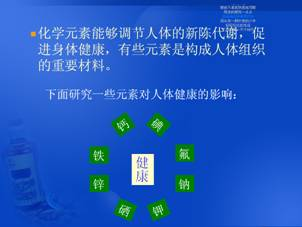 化学元素能够调节人体的新陈代谢，促
进身体健康，有些元素是构成人体组织
的重要材料。
下面研究一些元素对人体健康的影响：
钙 碘
铁 氟
健
康
锌 钠
硒 钾